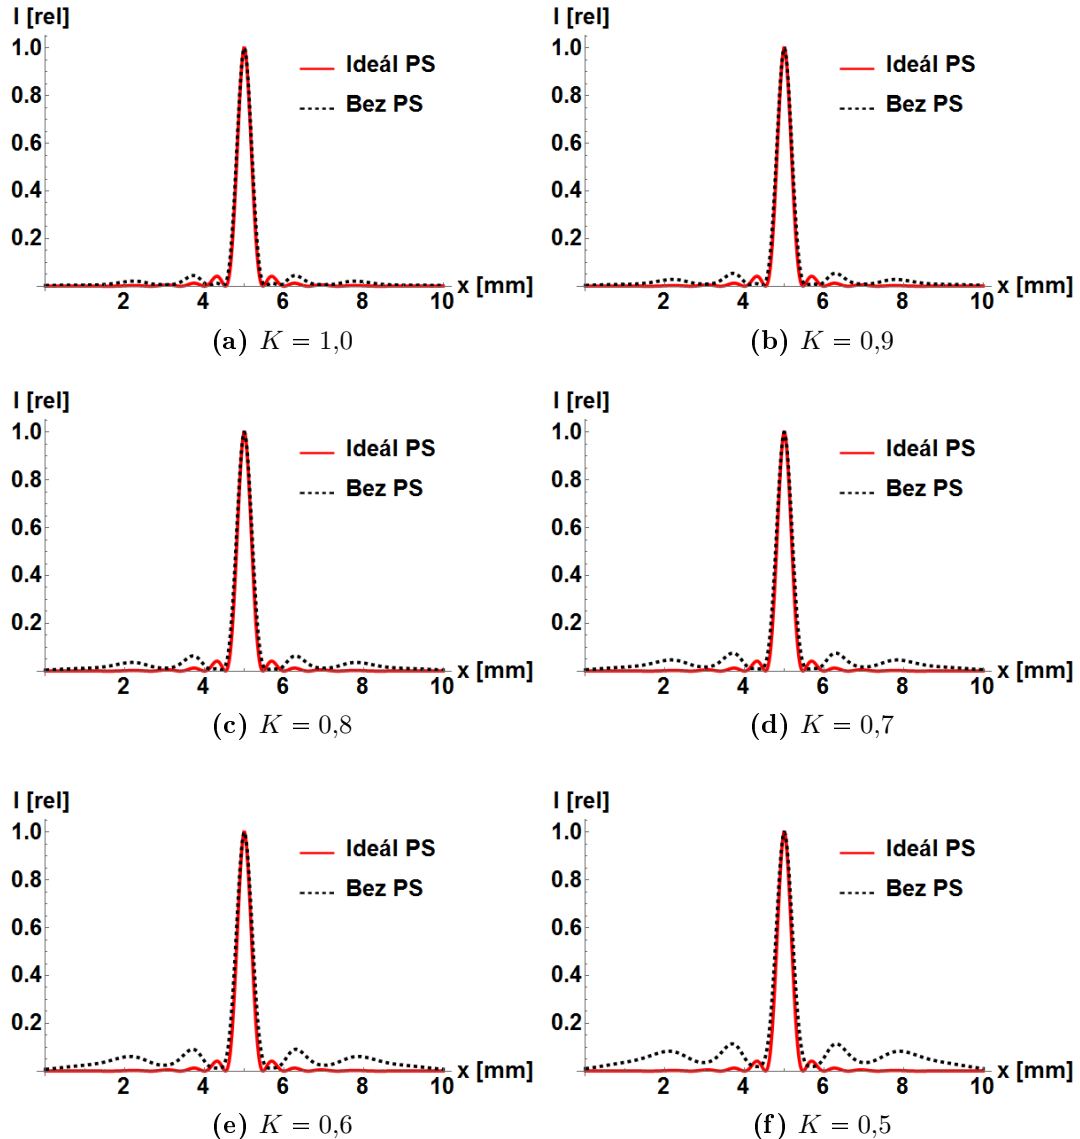 I [rel]
1.0
0.8
0.6
0.4
0.2
2 4 6 8 10 x [mm]
Ideál PS
Bez PS
(a) K = 1,0
I [rel]
1.0
0.8
0.6
0.4
0.2
2 4 6 8 10 x [mm]
Ideál PS
Bez PS
(b) K = 0,9
I [rel]
1.0
0.8
0.6
0.4
0.2
2 4 6 8 10 x [mm]
Ideál PS
Bez PS
(c) K = 0,8
I [rel]
1.0
0.8
0.6
0.4
0.2
2 4 6 8 10 x [mm]
Ideál PS
Bez PS
(d) K = 0,7
I [rel]
1.0
0.8
0.6
0.4
0.2
2 4 6 8 10 x [mm]
Ideál PS
Bez PS
(e) K = 0,6
I [rel]
1.0
0.8
0.6
0.4
0.2
2 4 6 8 10 x [mm]
Ideál PS
Bez PS
(f) K = 0,5